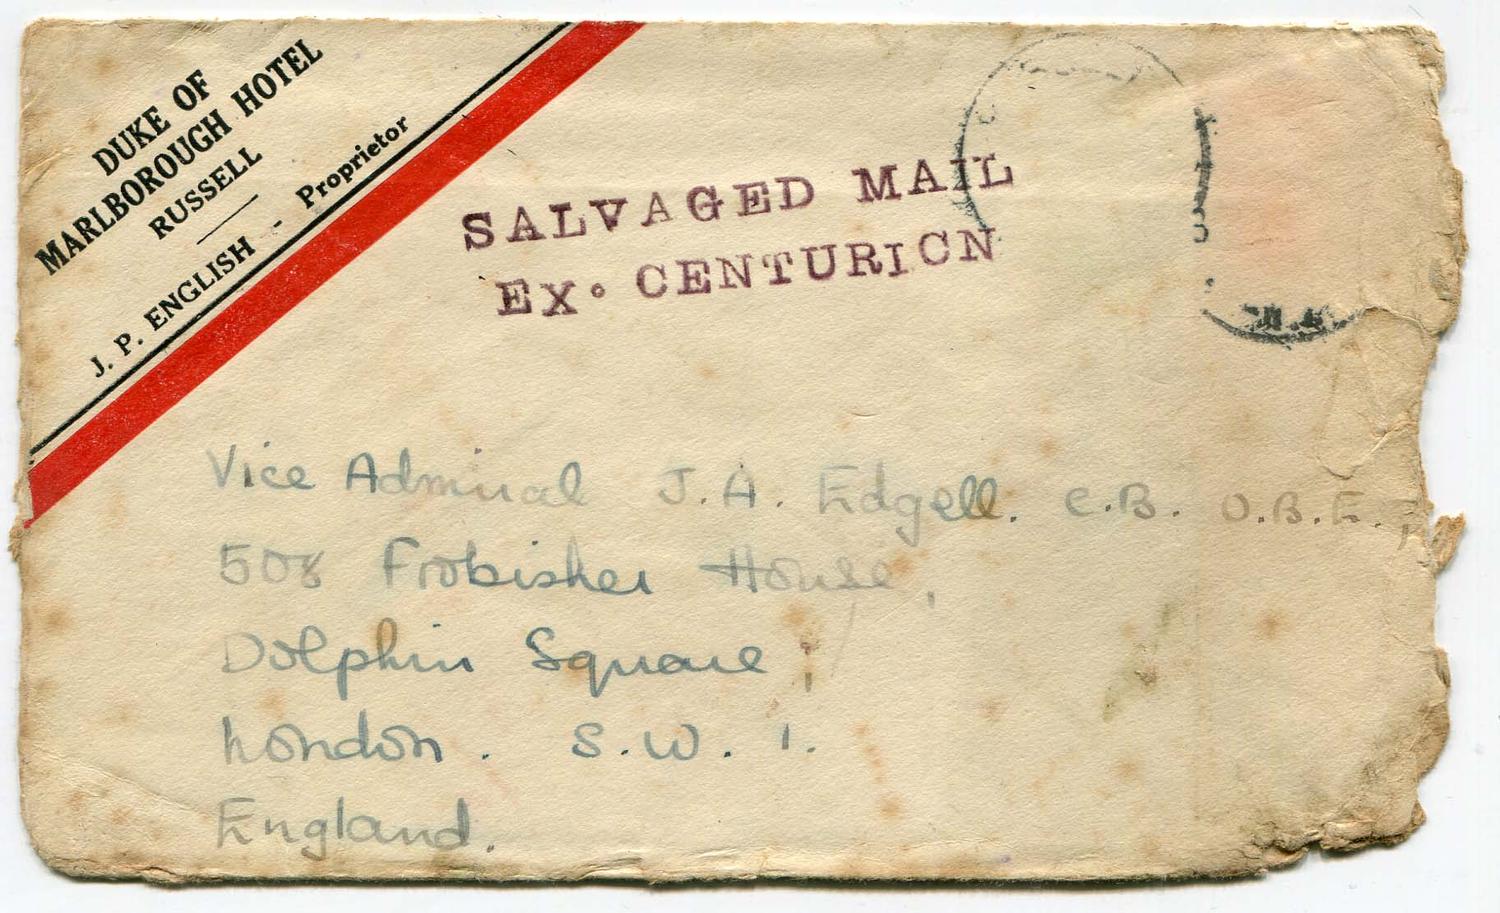 DUKE OF
MARLBOROUGH HOTEL
RUSSELL
J. P. ENGLISH - Proprietor
SALVAGED MAIL
EX. CENTURION
Vice Admiral J.A. Edgell. C.B. O.B.E.
508 Frobisher House,
Dolphin Square,
London. S.W.1.
England.